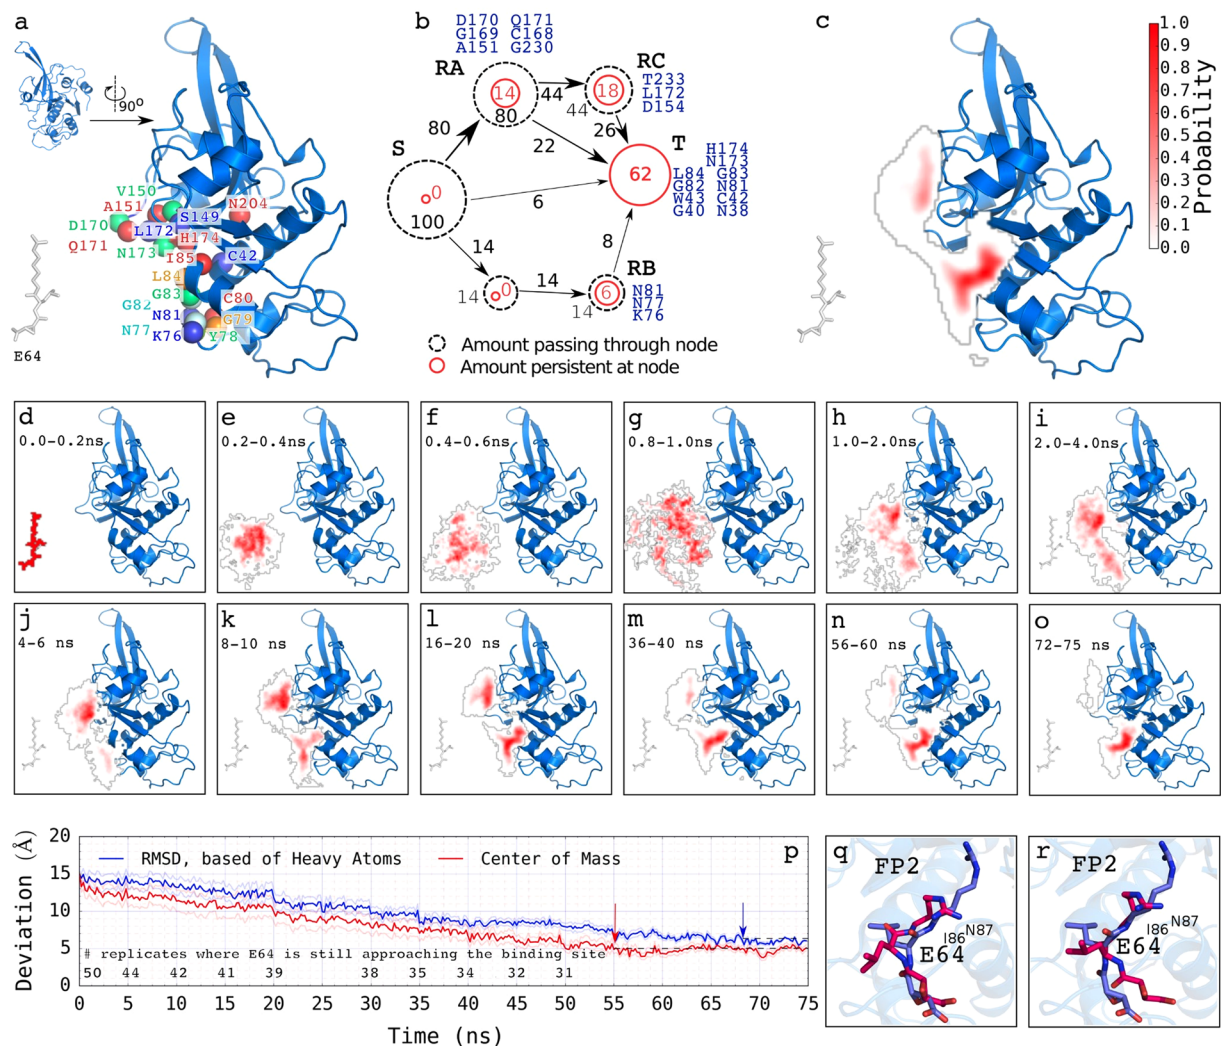 a
90°
V150
A151
N204
S149
D170
L172
H174
Q171
N173
I85
C42
L84
G83
C80
G82
N81
G79
N77
K76
Y78
E64
b
D170 Q171
G169 C168
A151 G230
RA
RC
14
44
18
T233
L172
D154
80
44
80
26
22
T
S
H174
N173
62
L84 G83
G82 N81
W43 C42
G40 N38
0
6
100
14
8
RB
14
0
14
6
14
N81
N77
K76
Amount passing through node
Amount persistent at node
c
1.0
0.9
0.8
0.7
0.6
0.5
0.4
0.3
0.2
0.1
0.0
Probability
d
0.0-0.2ns
e
0.2-0.4ns
f
0.4-0.6ns
g
0.8-1.0ns
h
1.0-2.0ns
i
2.0-4.0ns
j
4-6 ns
k
8-10 ns
l
16-20 ns
m
36-40 ns
n
56-60 ns
o
72-75 ns
p
Deviation (Å)
20
15
10
5
0
RMSD, based of Heavy Atoms
Center of Mass
# replicates where E64 is still approaching the binding site
50 44 42 41 39 38 35 34 32 31
0 5 10 15 20 25 30 35 40 45 50 55 60 65 70 75
Time (ns)
q
FP2
I86
N87
E64
r
FP2
I86
N87
E64